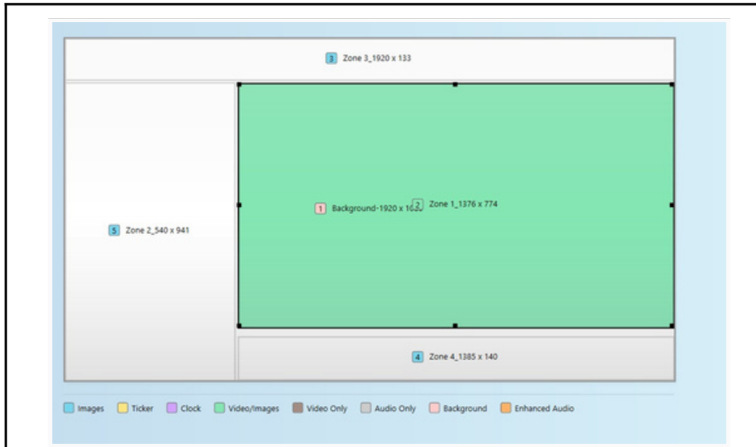 3 Zone 3_1920 x 133
1 Background-1920 x 2 Zone 1_1376 x 774
5 Zone 2_540 x 941
4 Zone 4_1385 x 140
Images Ticker Clock Video/Images Video Only Audio Only Background Enhanced Audio